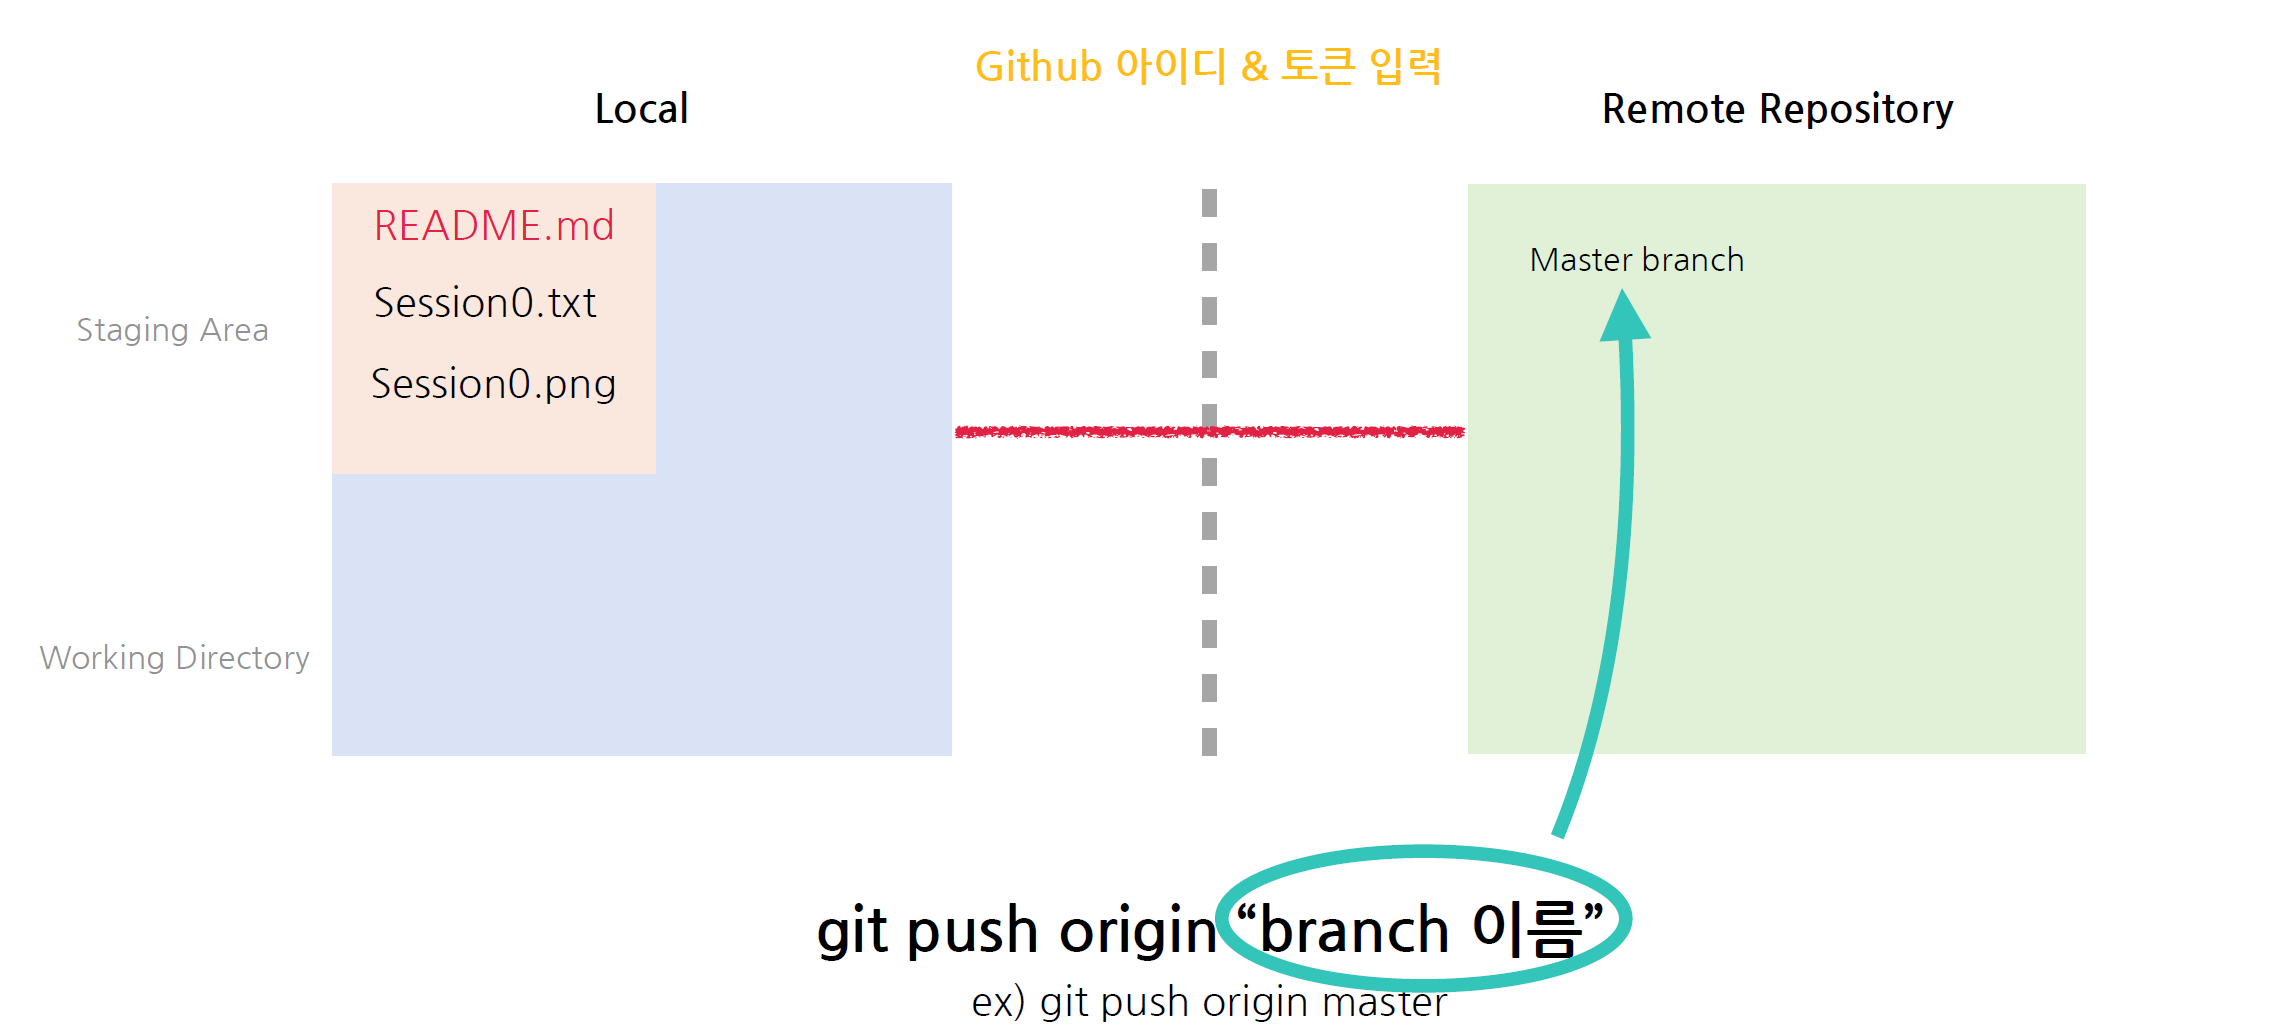 Github 아이디 & 토큰 입력
Local
Remote Repository
README.md
Session0.txt
Session0.png
Staging Area
Working Directory
Master branch
git push origin “branch 이름”
ex) git push origin master